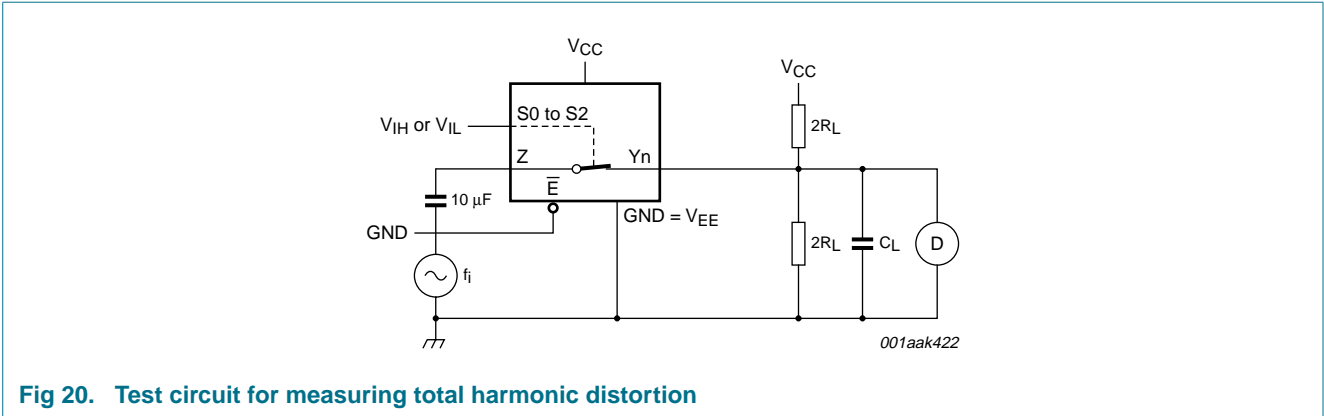 VCC
VCC
S0 to S2
2RL
VIH or VIL
Z
Yn
E
10 μF
GND = VEE
GND
2RL
CL
D
fi
001aak422
Fig 20. Test circuit for measuring total harmonic distortion